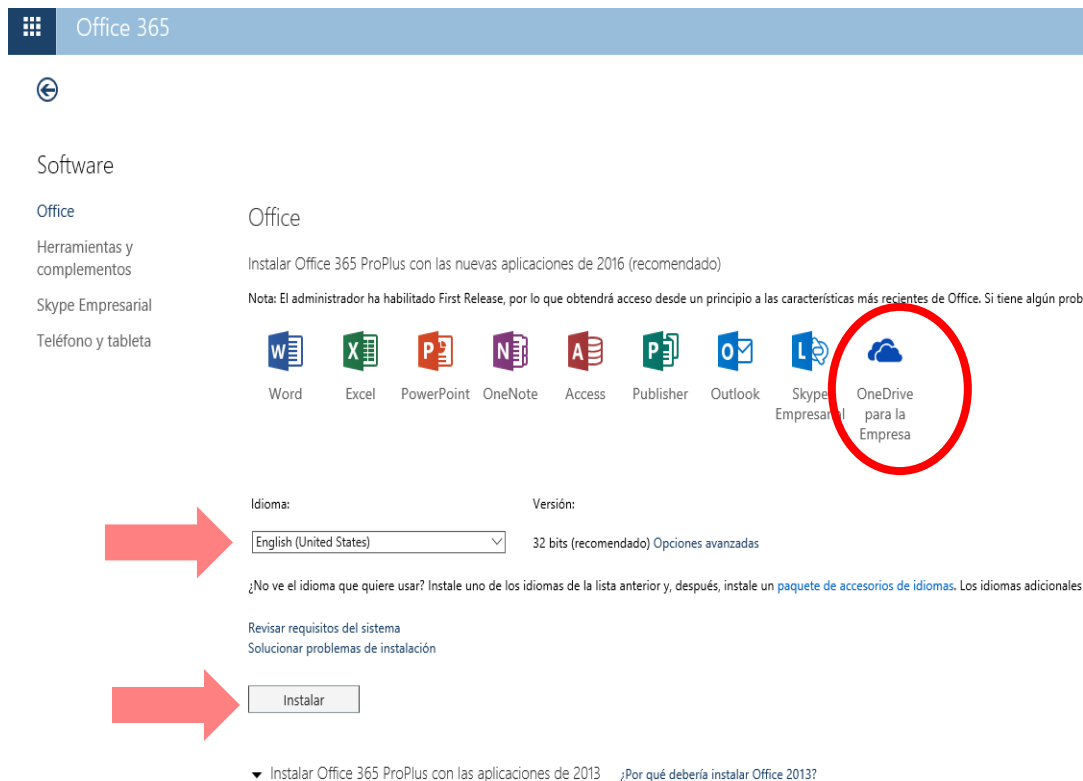 Office 365
Software
Office
Herramientas y
complementos
Skype Empresarial
Teléfono y tableta
Office
Instalar Office 365 ProPlus con las nuevas aplicaciones de 2016 (recomendado)
Nota: El administrador ha habilitado First Release, por lo que obtendrá acceso desde un principio a las características más recientes de Office. Si tiene algún prob
Word Excel PowerPoint OneNote Access Publisher Outlook Skype Empresarial OneDrive para la Empresa
Idioma: Versión:
English (United States) 32 bits (recomendado) Opciones avanzadas
¿No ve el idioma que quiere usar? Instale uno de los idiomas de la lista anterior y, después, instale un paquete de accesorios de idiomas. Los idiomas adicionales
Revisar requisitos del sistema
Solucionar problemas de instalación
Instalar
Instalar Office 365 ProPlus con las aplicaciones de 2013 ¿Por qué debería instalar Office 2013?